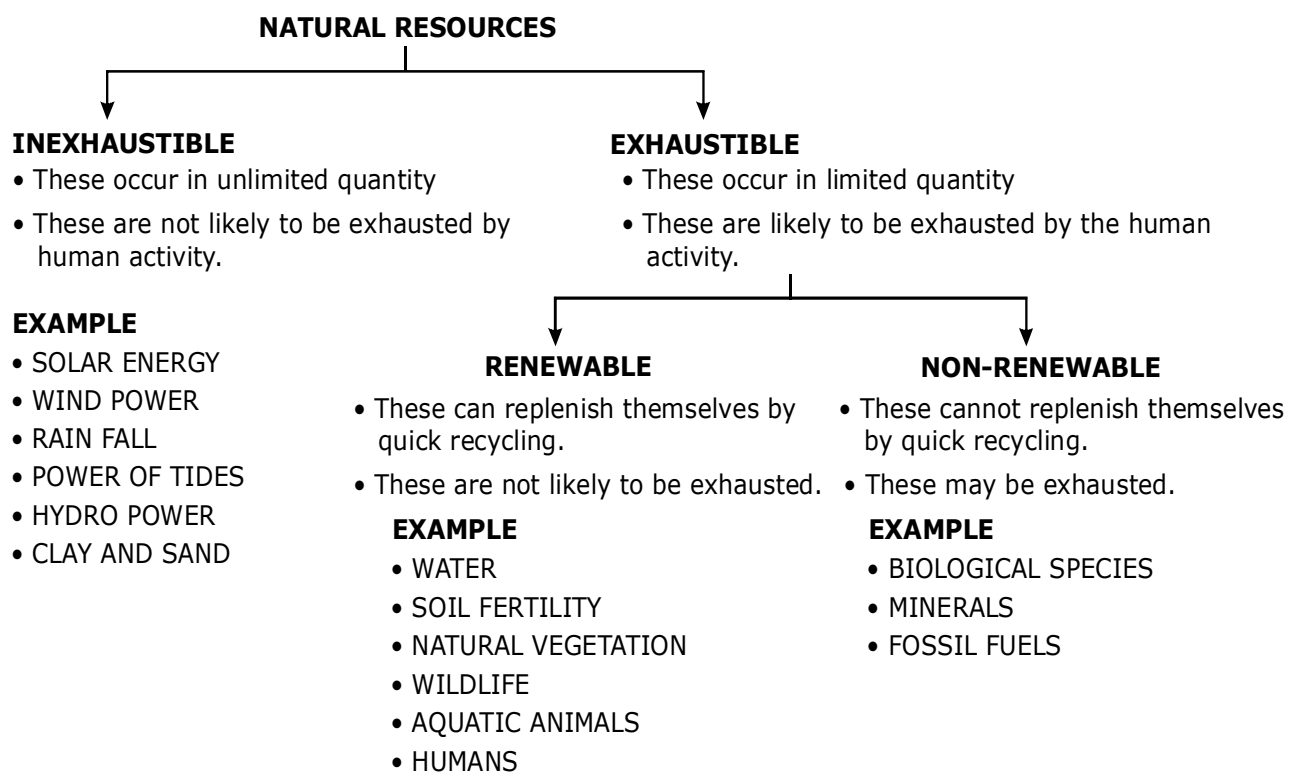 NATURAL RESOURCES
INEXHAUSTIBLE
• These occur in unlimited quantity
• These are not likely to be exhausted by
human activity.
EXAMPLE
• SOLAR ENERGY
• WIND POWER
• RAIN FALL
• POWER OF TIDES
• HYDRO POWER
• CLAY AND SAND
EXHAUSTIBLE
• These occur in limited quantity
• These are likely to be exhausted by the human
activity.
RENEWABLE
• These can replenish themselves by
quick recycling.
• These are not likely to be exhausted.
EXAMPLE
• WATER
• SOIL FERTILITY
• NATURAL VEGETATION
• WILDLIFE
• AQUATIC ANIMALS
• HUMANS
NON-RENEWABLE
• These cannot replenish themselves
by quick recycling.
• These may be exhausted.
EXAMPLE
• BIOLOGICAL SPECIES
• MINERALS
• FOSSIL FUELS